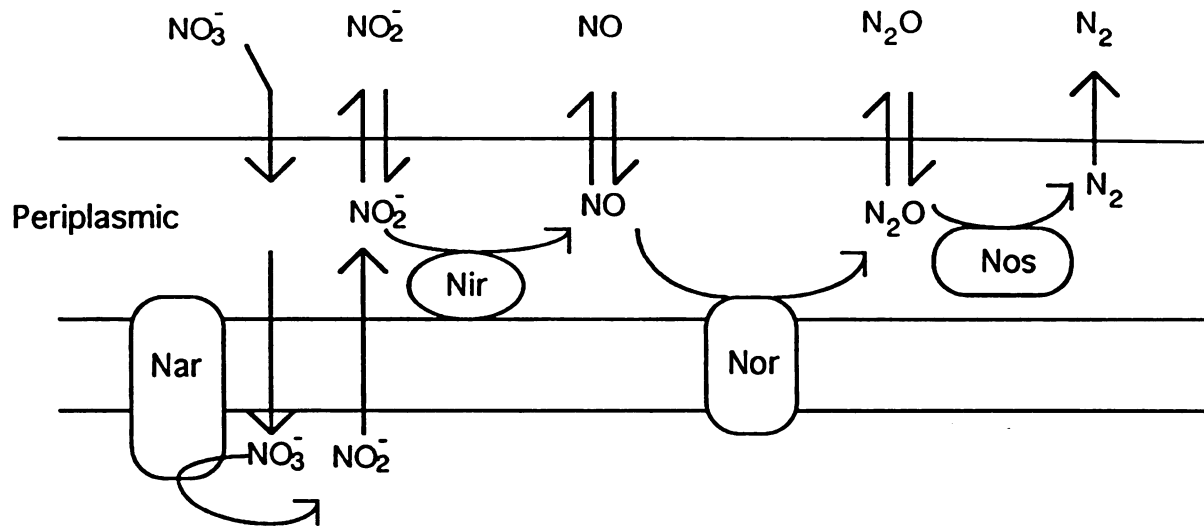 NO₃⁻ NO₂⁻ NO N₂O N₂
Periplasmic NO₂⁻ NO N₂O N₂
Nir Nos
Nar Nor
NO₃⁻ NO₂⁻